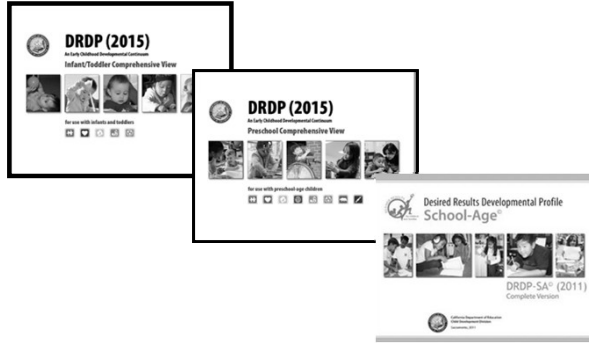 DRDP (2015)
An Early Childhood Developmental Continuum
Infant/Toddler Comprehensive View
for use with infants and toddlers
DRDP (2015)
An Early Childhood Developmental Continuum
Preschool Comprehensive View
for use with preschool-age children
Desired Results Developmental Profile
School-Age©
DRDP-SA© (2011)
Complete Version
California Department of Education
Child Development Division
Sacramento, 2011